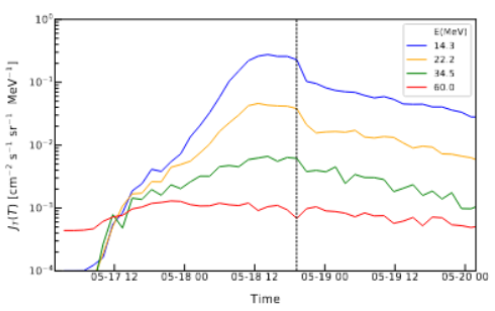 10⁰
10⁻¹
10⁻²
10⁻³
10⁻⁴
J_T(T) [cm⁻² s⁻¹ sr⁻¹ MeV⁻¹]
E(MeV)
14.3
22.2
34.5
60.0
05-17 12 05-18 00 05-18 12 05-19 00 05-19 12 05-20 00
Time